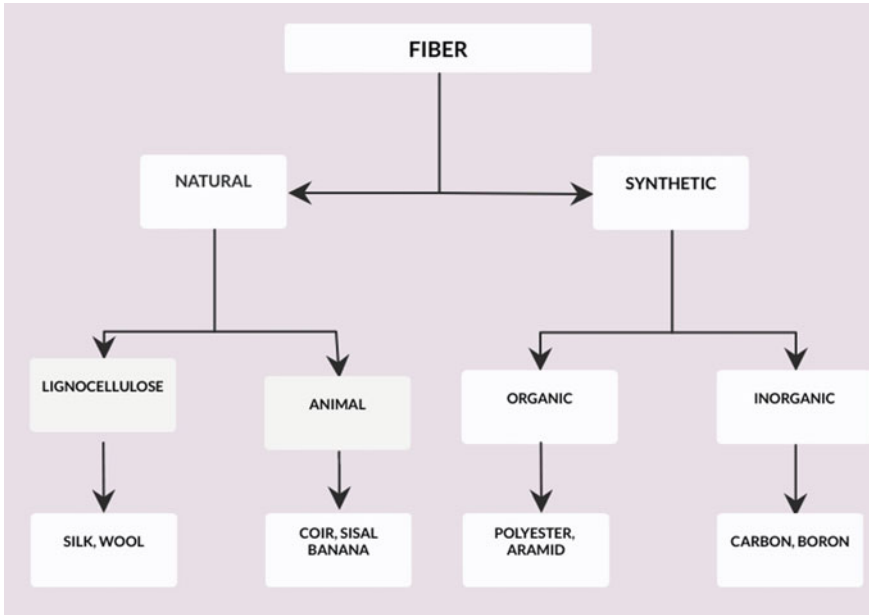 FIBER
NATURAL
SYNTHETIC
LIGNOCELLULOSE
ANIMAL
ORGANIC
INORGANIC
SILK, WOOL
COIR, SISAL
BANANA
POLYESTER,
ARAMID
CARBON, BORON